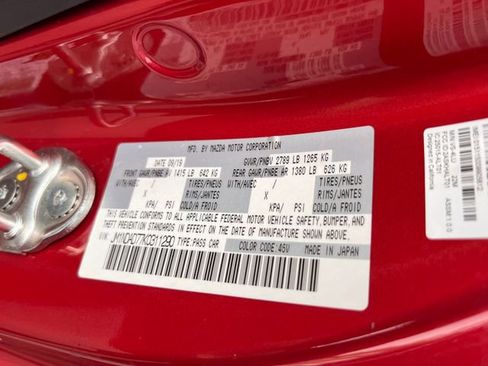 MFD. BY MAZDA MOTOR CORPORATION
DATE 09/19 GVWR/PNBV 2789 LB 1265 KG
FRONT GAWR/PNBE AV 1415 LB 642 KG REAR GAWR/PNBE AR 1380 LB 626 KG
WITH/AVEC / TIRES/PNEUS WITH/AVEC / TIRES/PNEUS
X RIMS/JANTES X RIMS/JANTES
KPA/ PSI / COLD/A FROID KPA/ PSI / COLD/A FROID
THIS VEHICLE CONFORMS TO ALL APPLICABLE FEDERAL MOTOR VEHICLE SAFETY, BUMPER, AND
THEFT PREVENTION STANDARDS IN EFFECT ON THE DATE OF MANUFACTURE SHOWN ABOVE.
VIN: TYPE: PASS CAR COLOR CODE: 46V MADE IN JAPAN
Designed in California